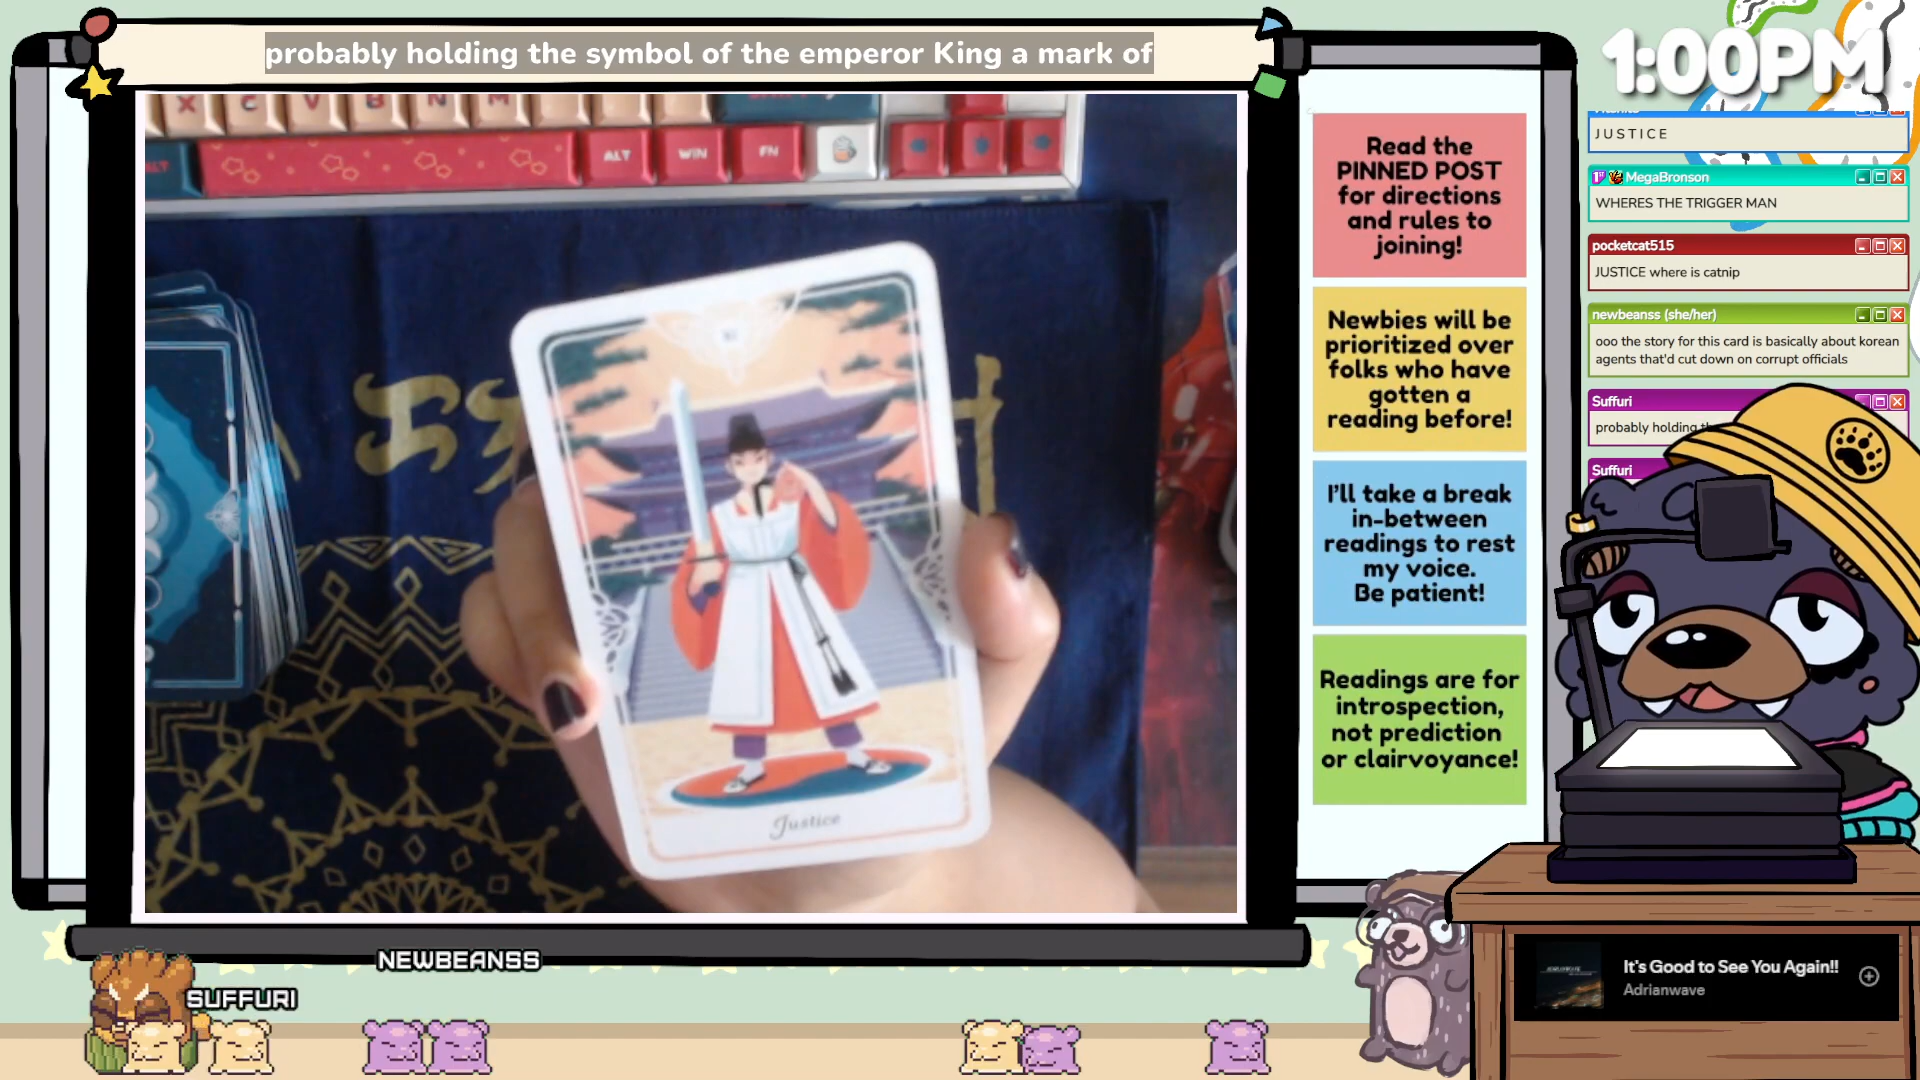 probably holding the symbol of the emperor King a mark of
1:00PM
X C V B N M
ALT
ALT WIN FN
Justice
Read the
PINNED POST
for directions
and rules to
joining!
Newbies will be
prioritized over
folks who have
gotten a
reading before!
I'll take a break
in-between
readings to rest
my voice.
Be patient!
Readings are for
introspection,
not prediction
or clairvoyance!
JUSTICE
MegaBronson
WHERES THE TRIGGER MAN
pocketcat515
JUSTICE where is catnip
newbeanss (she/her)
ooo the story for this card is basically about korean
agents that'd cut down on corrupt officials
Suffuri
probably holding
Suffuri
NEWBEANSS
SUFFURI
It's Good to See You Again!!
Adrianwave